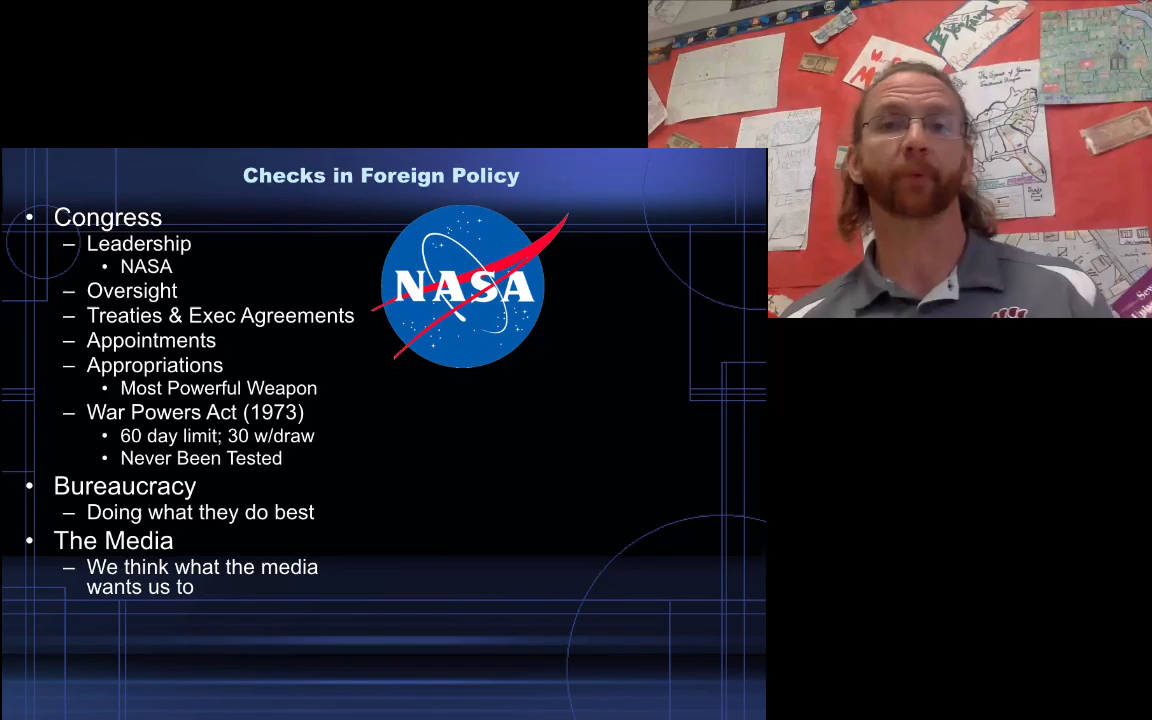 Checks in Foreign Policy
• Congress
– Leadership
• NASA
– Oversight
– Treaties & Exec Agreements
– Appointments
– Appropriations
• Most Powerful Weapon
– War Powers Act (1973)
• 60 day limit; 30 w/draw
• Never Been Tested
• Bureaucracy
– Doing what they do best
• The Media
– We think what the media
wants us to
NASA